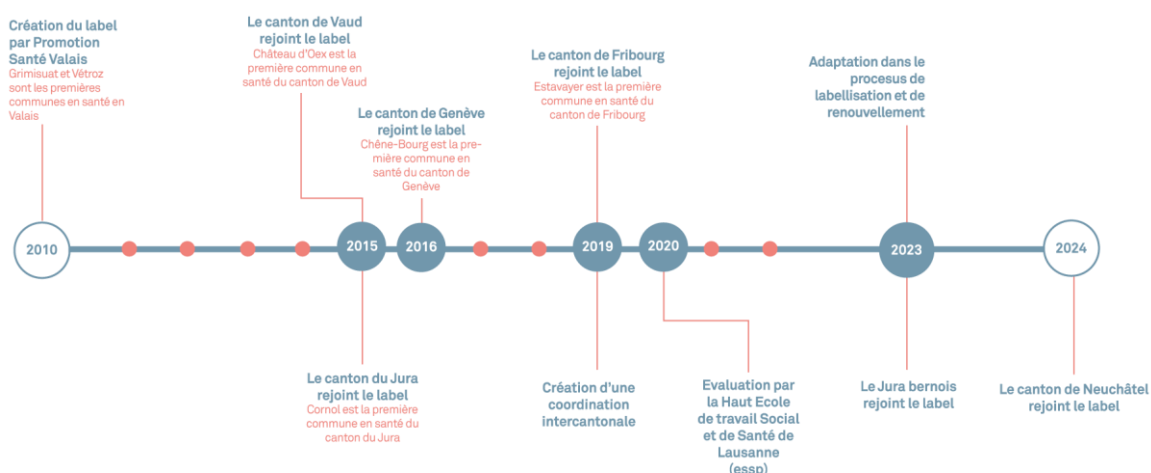 Création du label
par Promotion
Santé Valais
Grimisuat et Vétroz
sont les premières
communes en santé en
Valais
Le canton de Vaud
rejoint le label
Château d'Oex est la
première commune en
santé du canton de Vaud
Le canton de Genève
rejoint le label
Chêne-Bourg est la pre-
mière commune en
santé du canton de
Genève
Le canton de Fribourg
rejoint le label
Estavayer est la première
commune en santé du
canton de Fribourg
Adaptation dans le
procesus de
labellisation et de
renouvellement
2010
2015
2016
2019
2020
2023
2024
Le canton du Jura
rejoint le label
Cornol est la première
commune en santé du
canton du Jura
Création d'une
coordination
intercantonale
Evaluation par
la Haut Ecole
de travail Social
et de Santé de
Lausanne
(essp)
Le Jura bernois
rejoint le label
Le canton de Neuchâtel
rejoint le label